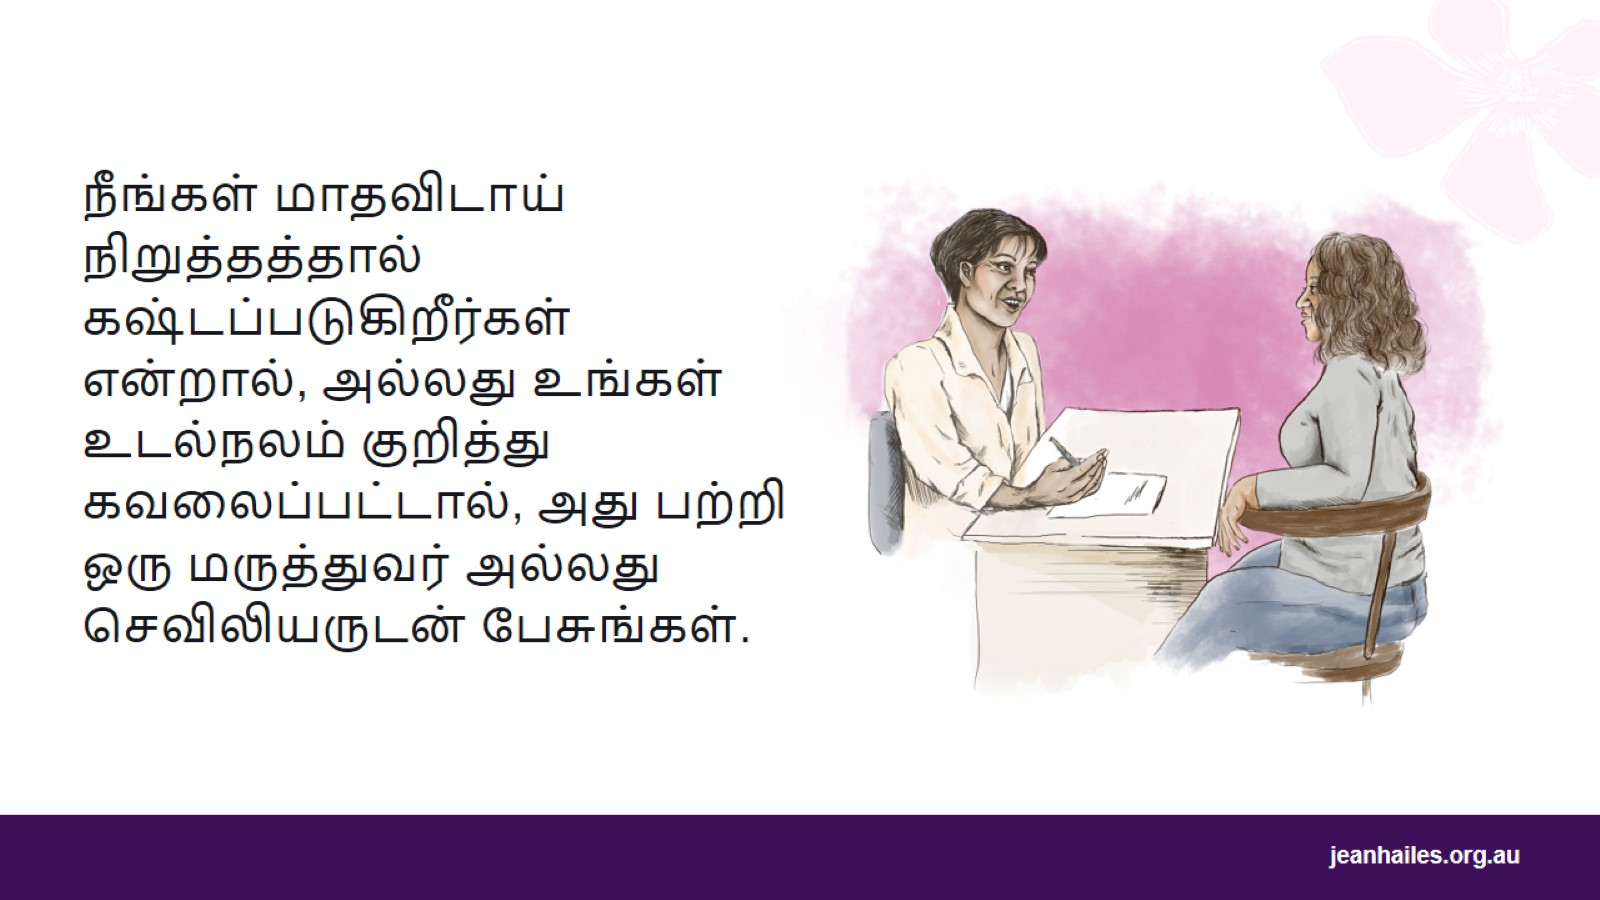 நீங்கள் மாதவிடாய்
நிறுத்தத்தால்
கஷ்டப்படுகிறீர்கள்
என்றால், அல்லது உங்கள்
உடல்நலம் குறித்து
கவலைப்பட்டால், அது பற்றி
ஒரு மருத்துவர் அல்லது
செவிலியருடன் பேசுங்கள்.
jeanhailes.org.au